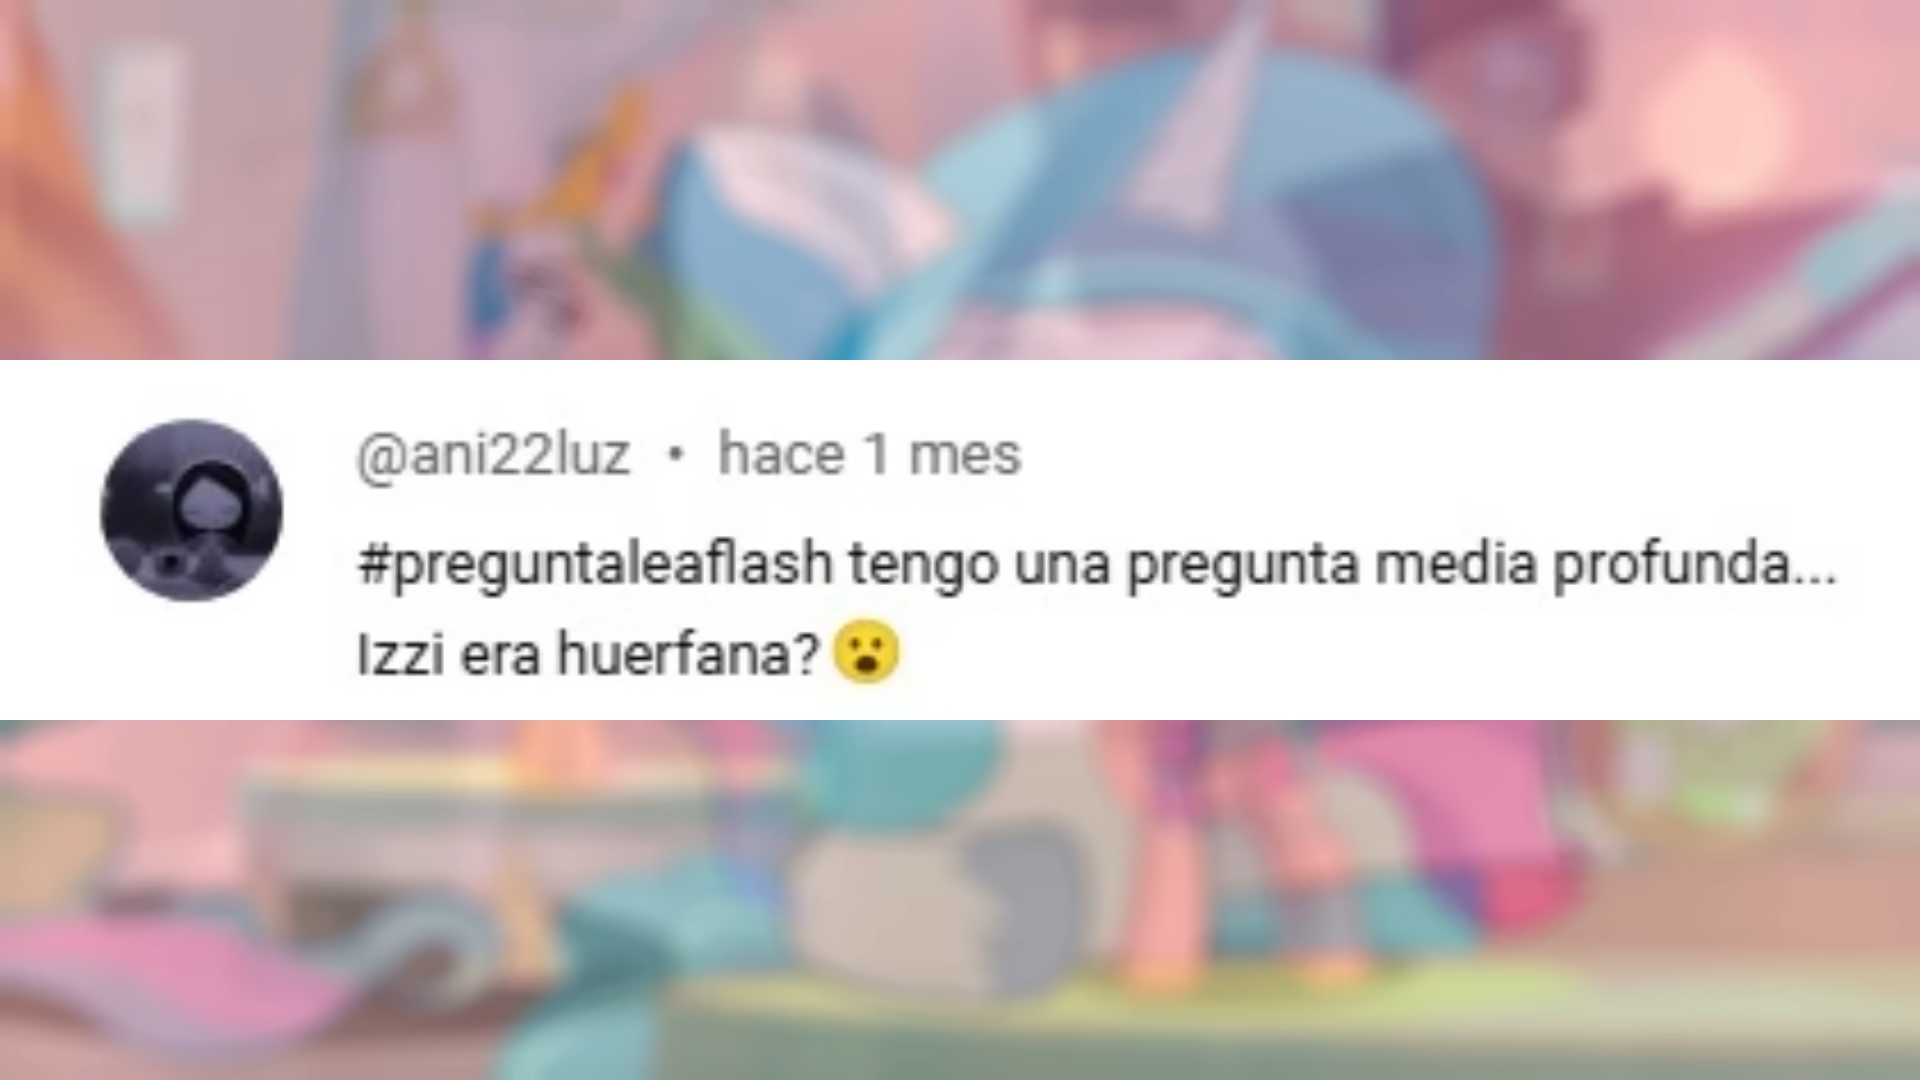 @ani22luz • hace 1 mes
#preguntaleaflash tengo una pregunta media profunda...
Izzi era huerfana? 😮